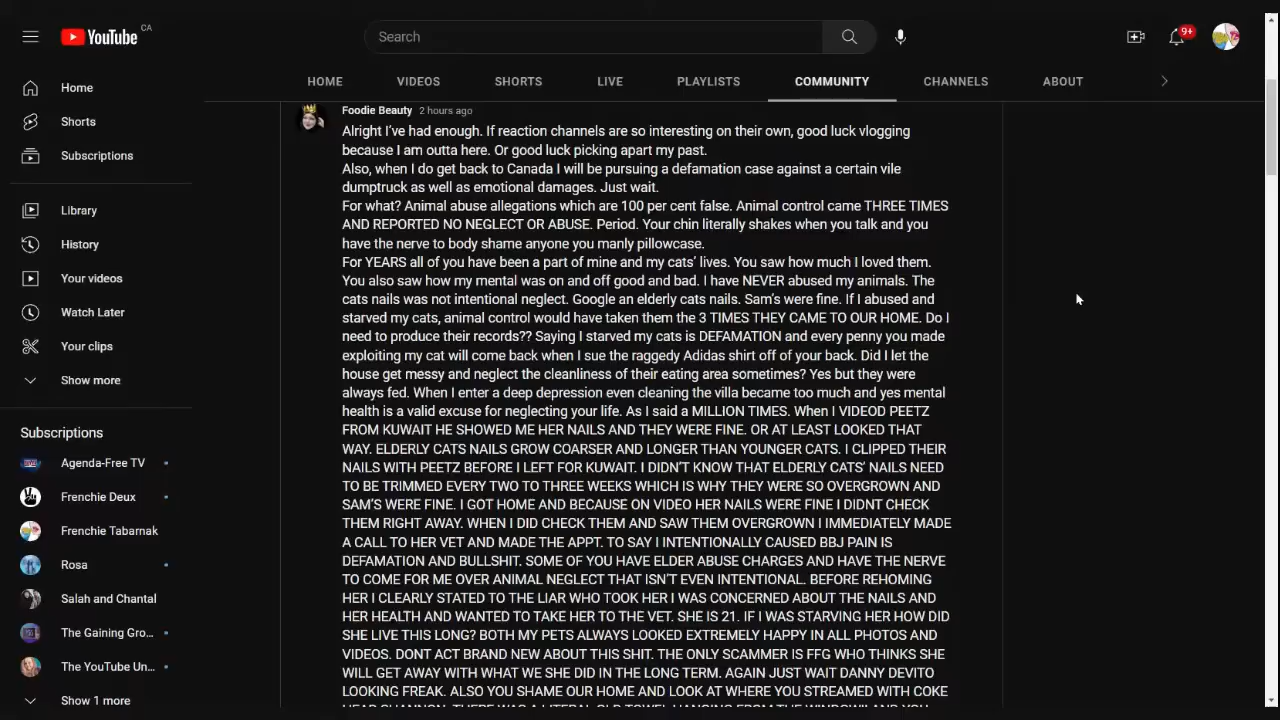 YouTube CA
Search
9+
Home
Shorts
Subscriptions
Library
History
Your videos
Watch Later
Your clips
Show more
Subscriptions
Agenda-Free TV
Frenchie Deux
Frenchie Tabarnak
Rosa
Salah and Chantal
The Gaining Gro...
The YouTube Un...
Show 1 more
HOME VIDEOS SHORTS LIVE PLAYLISTS COMMUNITY CHANNELS ABOUT
Foodie Beauty 2 hours ago
Alright I've had enough. If reaction channels are so interesting on their own, good luck vlogging
because I am outta here. Or good luck picking apart my past.
Also, when I do get back to Canada I will be pursuing a defamation case against a certain vile
dumptruck as well as emotional damages. Just wait.
For what? Animal abuse allegations which are 100 per cent false. Animal control came THREE TIMES
AND REPORTED NO NEGLECT OR ABUSE. Period. Your chin literally shakes when you talk and you
have the nerve to body shame anyone you manly pillowcase.
For YEARS all of you have been a part of mine and my cats' lives. You saw how much I loved them.
You also saw how my mental was on and off good and bad. I have NEVER abused my animals. The
cats nails was not intentional neglect. Google an elderly cats nails. Sam's were fine. If I abused and
starved my cats, animal control would have taken them the 3 TIMES THEY CAME TO OUR HOME. Do I
need to produce their records?? Saying I starved my cats is DEFAMATION and every penny you made
exploiting my cat will come back when I sue the raggedy Adidas shirt off of your back. Did I let the
house get messy and neglect the cleanliness of their eating area sometimes? Yes but they were
always fed. When I enter a deep depression even cleaning the villa became too much and yes mental
health is a valid excuse for neglecting your life. As I said a MILLION TIMES. When I VIDEOD PEETZ
FROM KUWAIT HE SHOWED ME HER NAILS AND THEY WERE FINE. OR AT LEAST LOOKED THAT
WAY. ELDERLY CATS NAILS GROW COARSER AND LONGER THAN YOUNGER CATS. I CLIPPED THEIR
NAILS WITH PEETZ BEFORE I LEFT FOR KUWAIT. I DIDN'T KNOW THAT ELDERLY CATS' NAILS NEED
TO BE TRIMMED EVERY TWO TO THREE WEEKS WHICH IS WHY THEY WERE SO OVERGROWN AND
SAM'S WERE FINE. I GOT HOME AND BECAUSE ON VIDEO HER NAILS WERE FINE I DIDNT CHECK
THEM RIGHT AWAY. WHEN I DID CHECK THEM AND SAW THEM OVERGROWN I IMMEDIATELY MADE
A CALL TO HER VET AND MADE THE APPT. TO SAY I INTENTIONALLY CAUSED BBJ PAIN IS
DEFAMATION AND BULLSHIT. SOME OF YOU HAVE ELDER ABUSE CHARGES AND HAVE THE NERVE
TO COME FOR ME OVER ANIMAL NEGLECT THAT ISN'T EVEN INTENTIONAL. BEFORE REHOMING
HER I CLEARLY STATED TO THE LIAR WHO TOOK HER I WAS CONCERNED ABOUT THE NAILS AND
HER HEALTH AND WANTED TO TAKE HER TO THE VET. SHE IS 21. IF I WAS STARVING HER HOW DID
SHE LIVE THIS LONG? BOTH MY PETS ALWAYS LOOKED EXTREMELY HAPPY IN ALL PHOTOS AND
VIDEOS. DONT ACT BRAND NEW ABOUT THIS SHIT. THE ONLY SCAMMER IS FFG WHO THINKS SHE
WILL GET AWAY WITH WHAT WE SHE DID IN THE LONG TERM. AGAIN JUST WAIT DANNY DEVITO
LOOKING FREAK. ALSO YOU SHAME OUR HOME AND LOOK AT WHERE YOU STREAMED WITH COKE
HEAD SHANNON. THERE WAS A LITERAL OLD TOWEL HANGING FROM THE WINDOW AND YOU